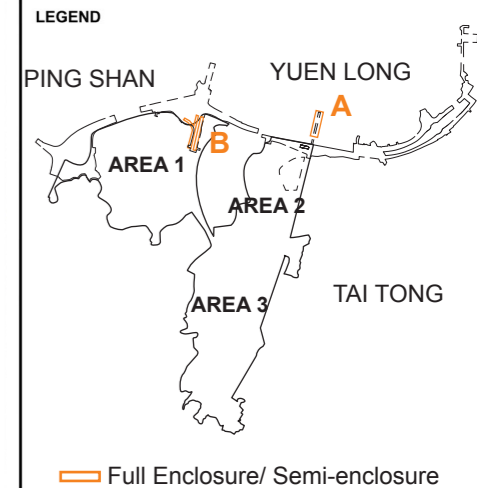 LEGEND
PING SHAN
YUEN LONG
A
B
AREA 1
AREA 2
AREA 3
TAI TONG
Full Enclosure/ Semi-enclosure